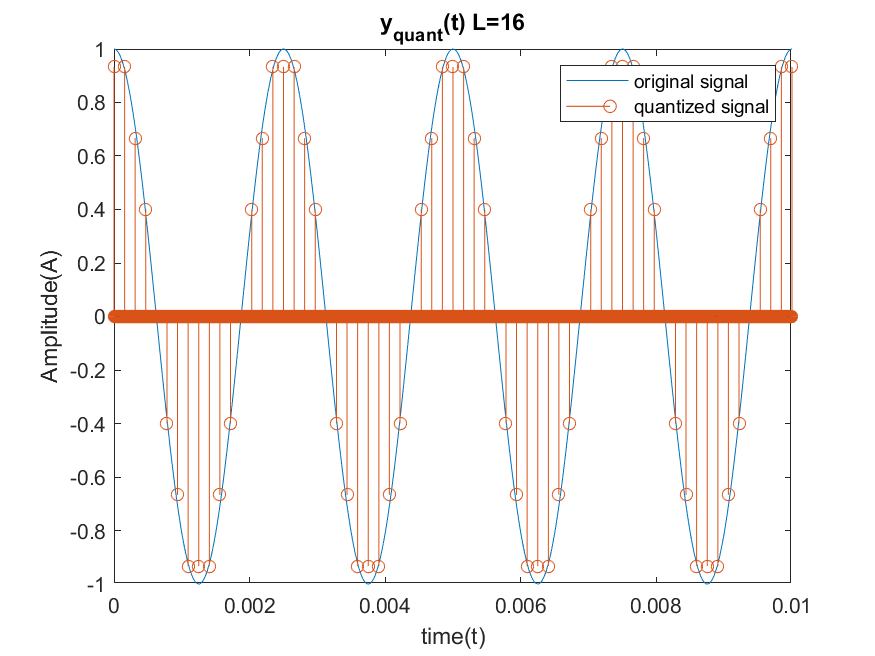 y_quant(t) L=16
original signal
quantized signal
Amplitude(A)
1
0.8
0.6
0.4
0.2
0
-0.2
-0.4
-0.6
-0.8
-1
0 0.002 0.004 0.006 0.008 0.01
time(t)